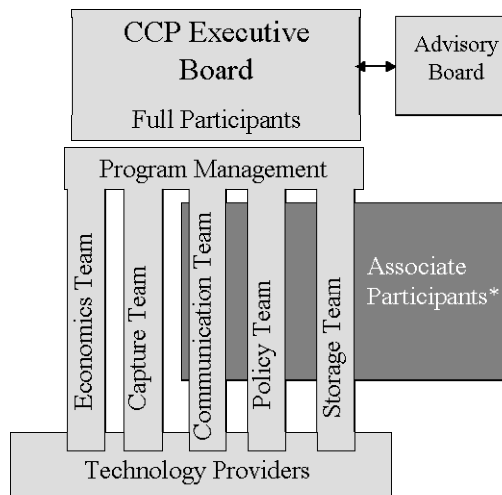 CCP Executive
Board
Full Participants
Advisory
Board
Program Management
Economics Team
Capture Team
Communication Team
Policy Team
Storage Team
Associate
Participants*
Technology Providers